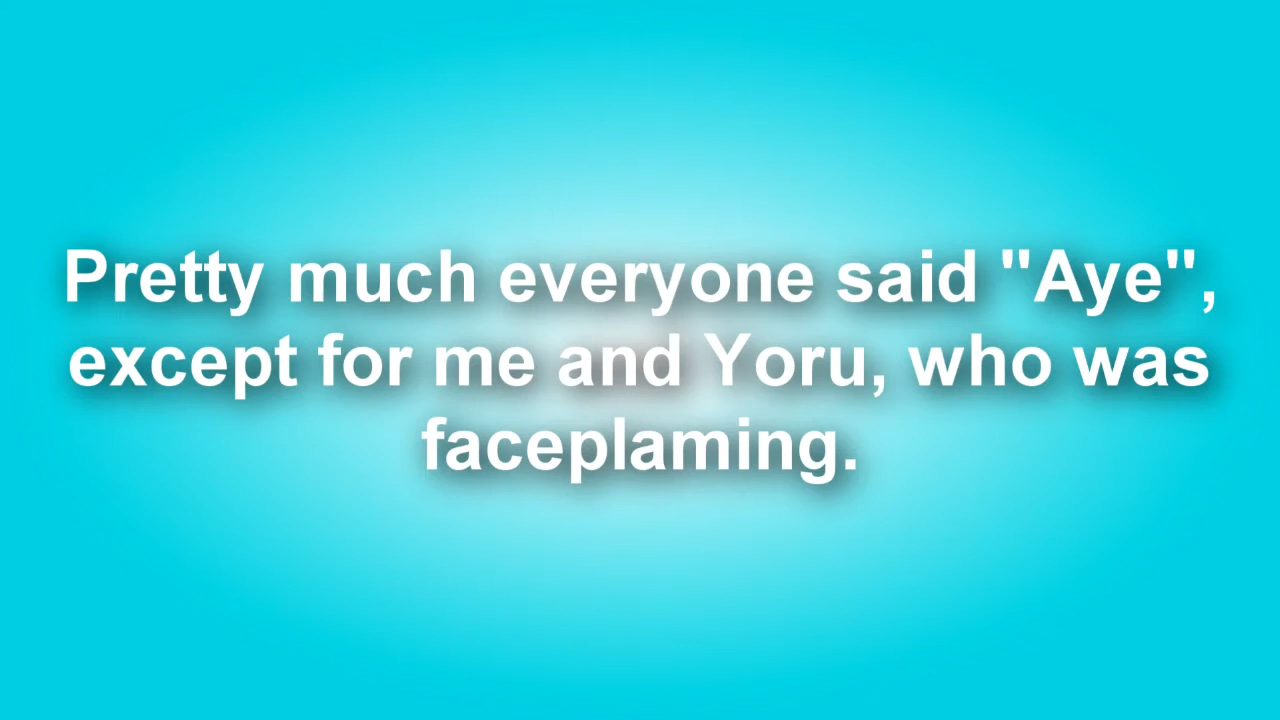 Pretty much everyone said "Aye",
except for me and Yoru, who was
faceplaming.